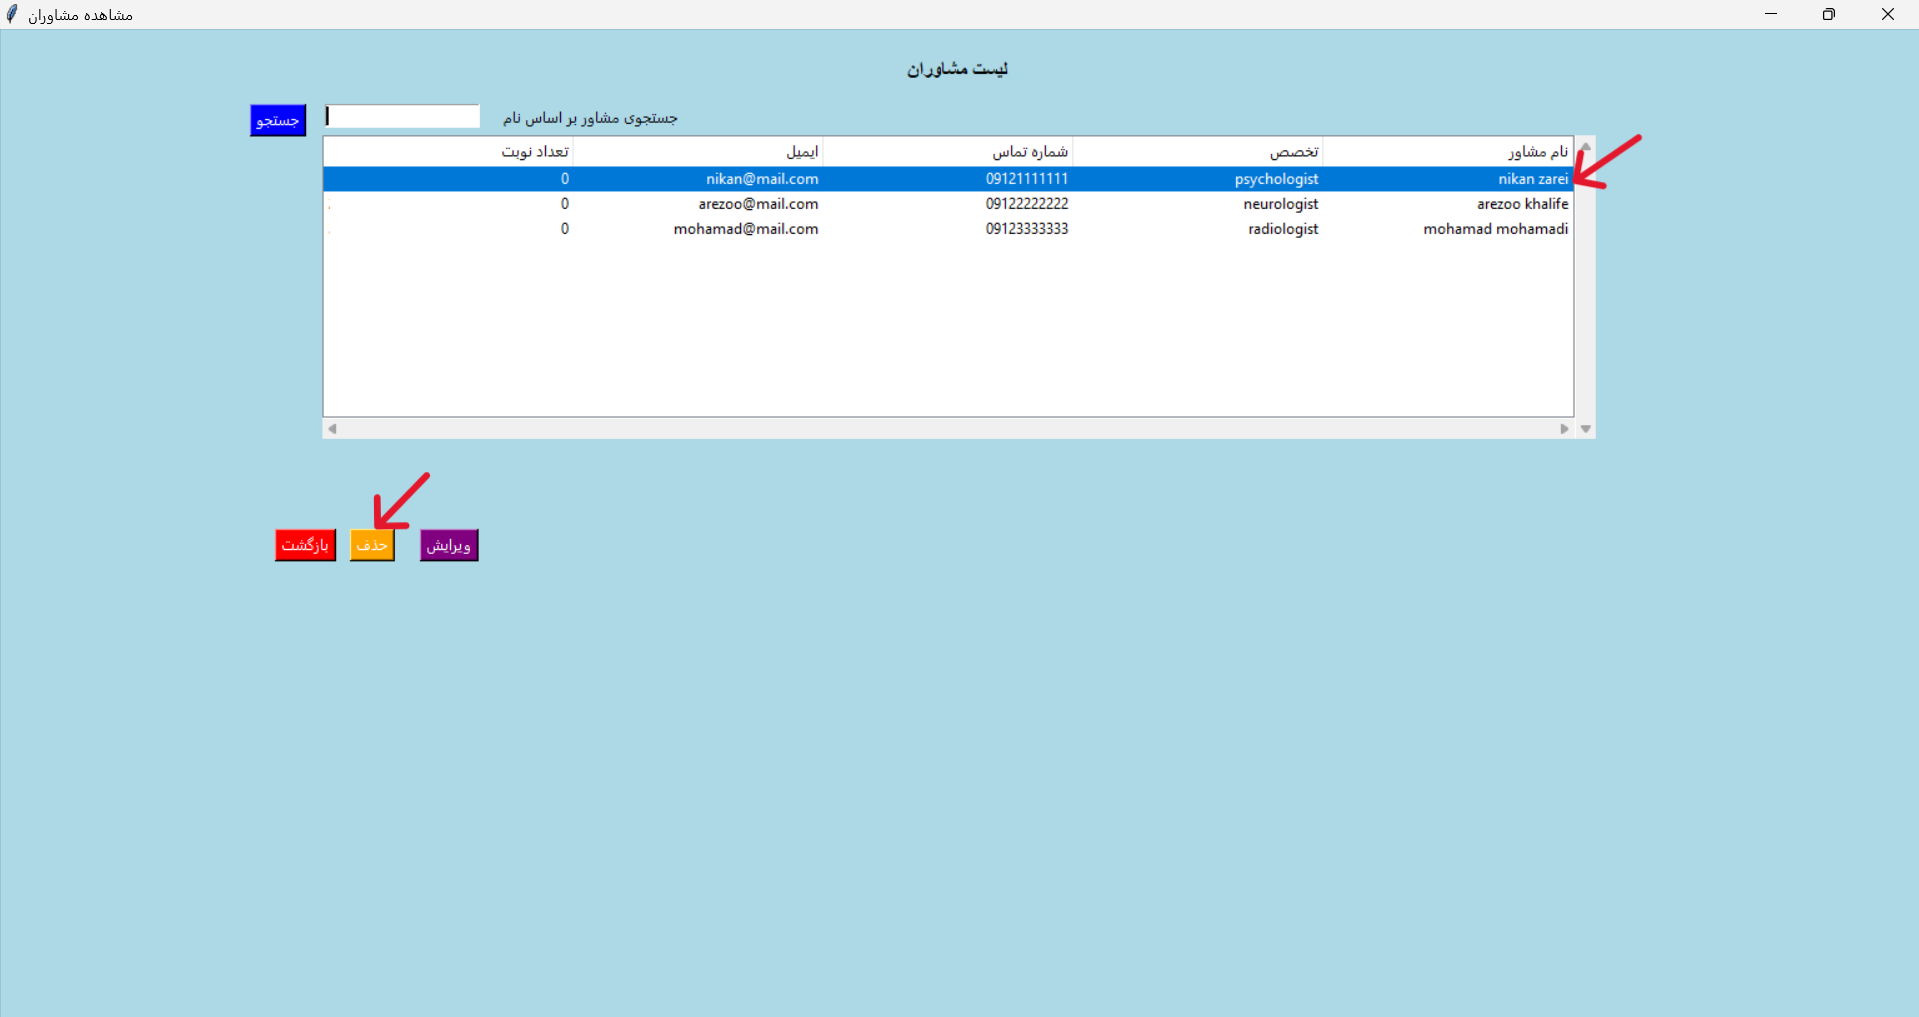 مشاهده مشاوران
لیست مشاوران
جستجوی مشاور بر اساس نام جستجو
نام مشاور تخصص شماره تماس ایمیل تعداد نوبت
nikan zarei psychologist 09121111111 nikan@mail.com 0
arezoo khalife neurologist 09122222222 arezoo@mail.com 0
mohamad mohamadi radiologist 09123333333 mohamad@mail.com 0
ویرایش حذف بازگشت